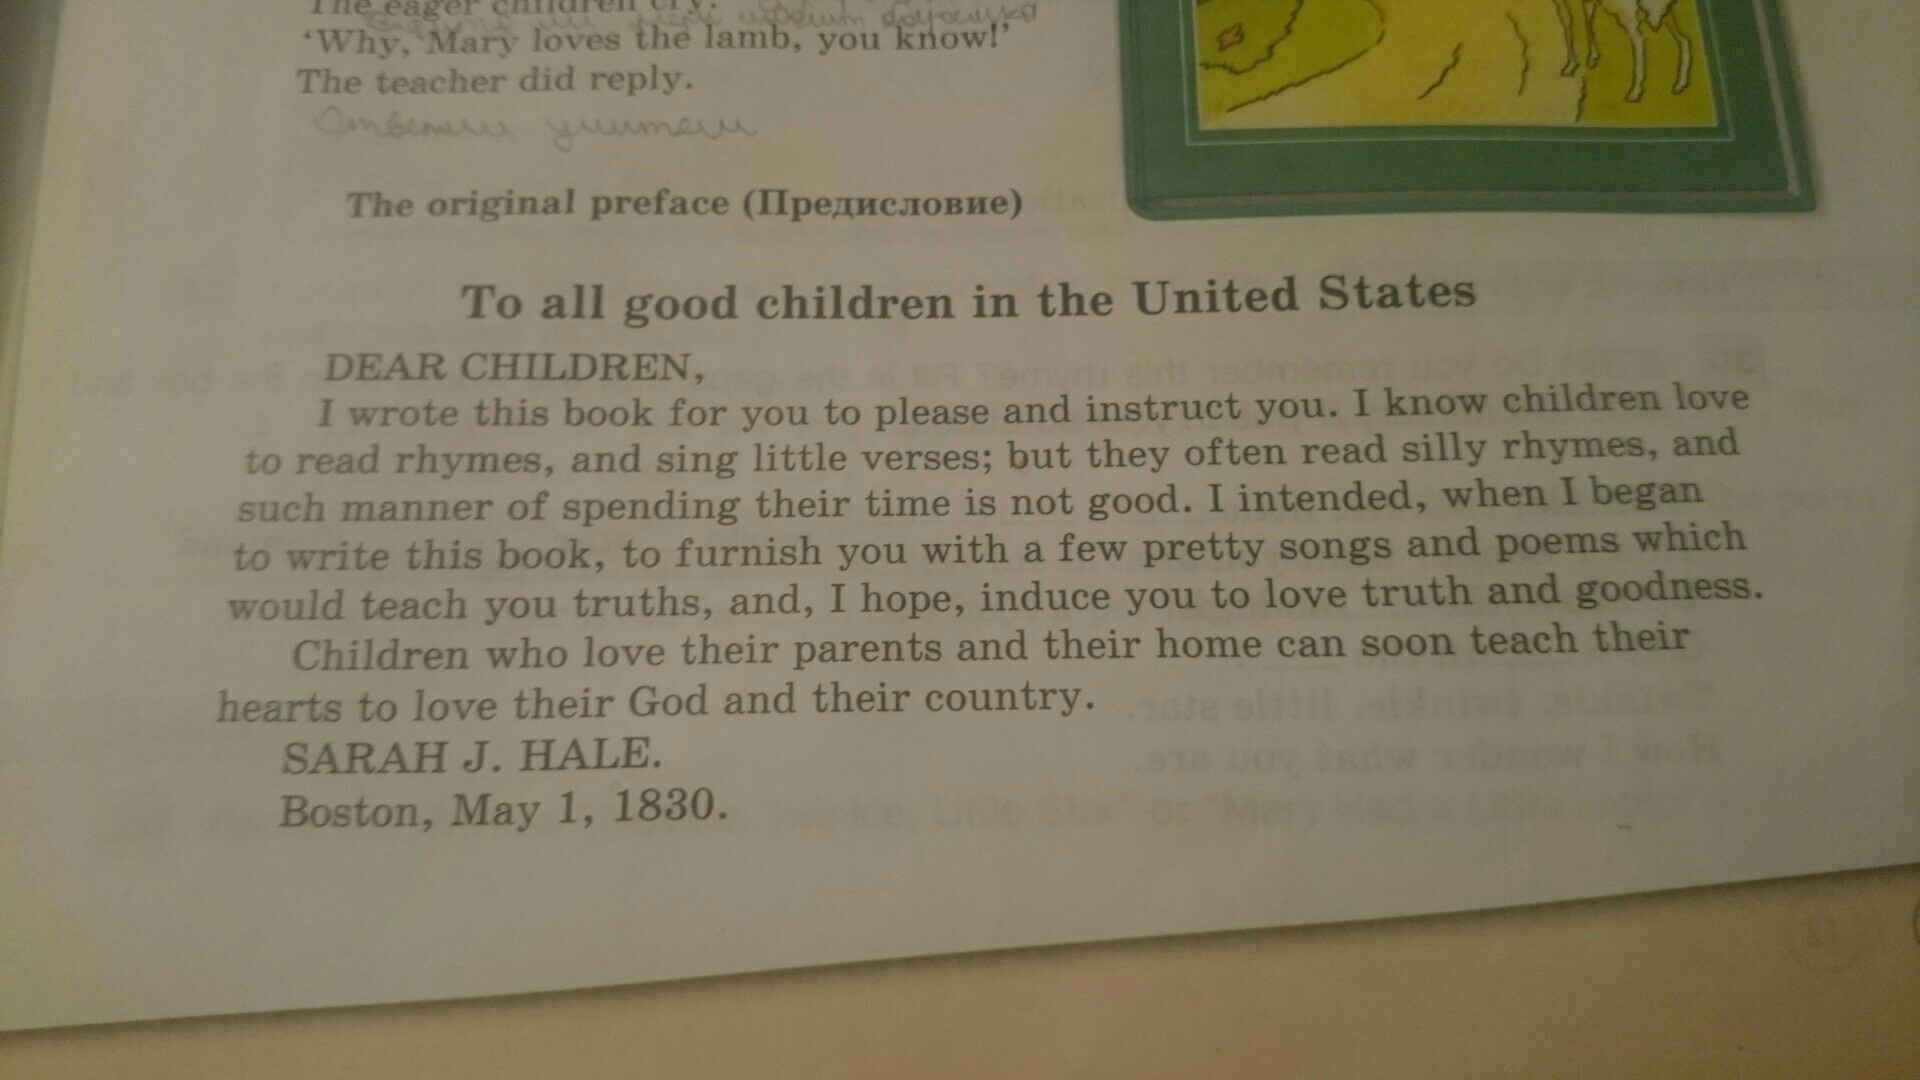 The eager children cry.
‘Why, Mary loves the lamb, you know!’
The teacher did reply.
Ответил учитель
The original preface (Предисловие)
To all good children in the United States
DEAR CHILDREN,
I wrote this book for you to please and instruct you. I know children love
to read rhymes, and sing little verses; but they often read silly rhymes, and
such manner of spending their time is not good. I intended, when I began
to write this book, to furnish you with a few pretty songs and poems which
would teach you truths, and, I hope, induce you to love truth and goodness.
Children who love their parents and their home can soon teach their
hearts to love their God and their country.
SARAH J. HALE.
Boston, May 1, 1830.